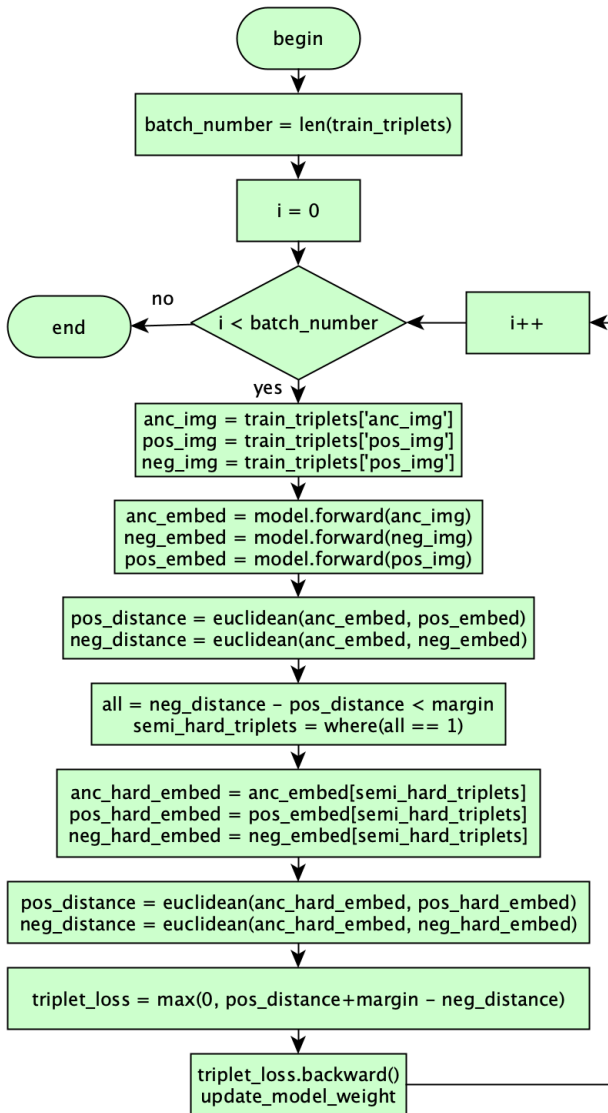 begin
batch_number = len(train_triplets)
i = 0
no
end
i < batch_number
i++
yes
anc_img = train_triplets['anc_img']
pos_img = train_triplets['pos_img']
neg_img = train_triplets['pos_img']
anc_embed = model.forward(anc_img)
neg_embed = model.forward(neg_img)
pos_embed = model.forward(pos_img)
pos_distance = euclidean(anc_embed, pos_embed)
neg_distance = euclidean(anc_embed, neg_embed)
all = neg_distance - pos_distance < margin
semi_hard_triplets = where(all == 1)
anc_hard_embed = anc_embed[semi_hard_triplets]
pos_hard_embed = pos_embed[semi_hard_triplets]
neg_hard_embed = neg_embed[semi_hard_triplets]
pos_distance = euclidean(anc_hard_embed, pos_hard_embed)
neg_distance = euclidean(anc_hard_embed, neg_hard_embed)
triplet_loss = max(0, pos_distance+margin - neg_distance)
triplet_loss.backward()
update_model_weight